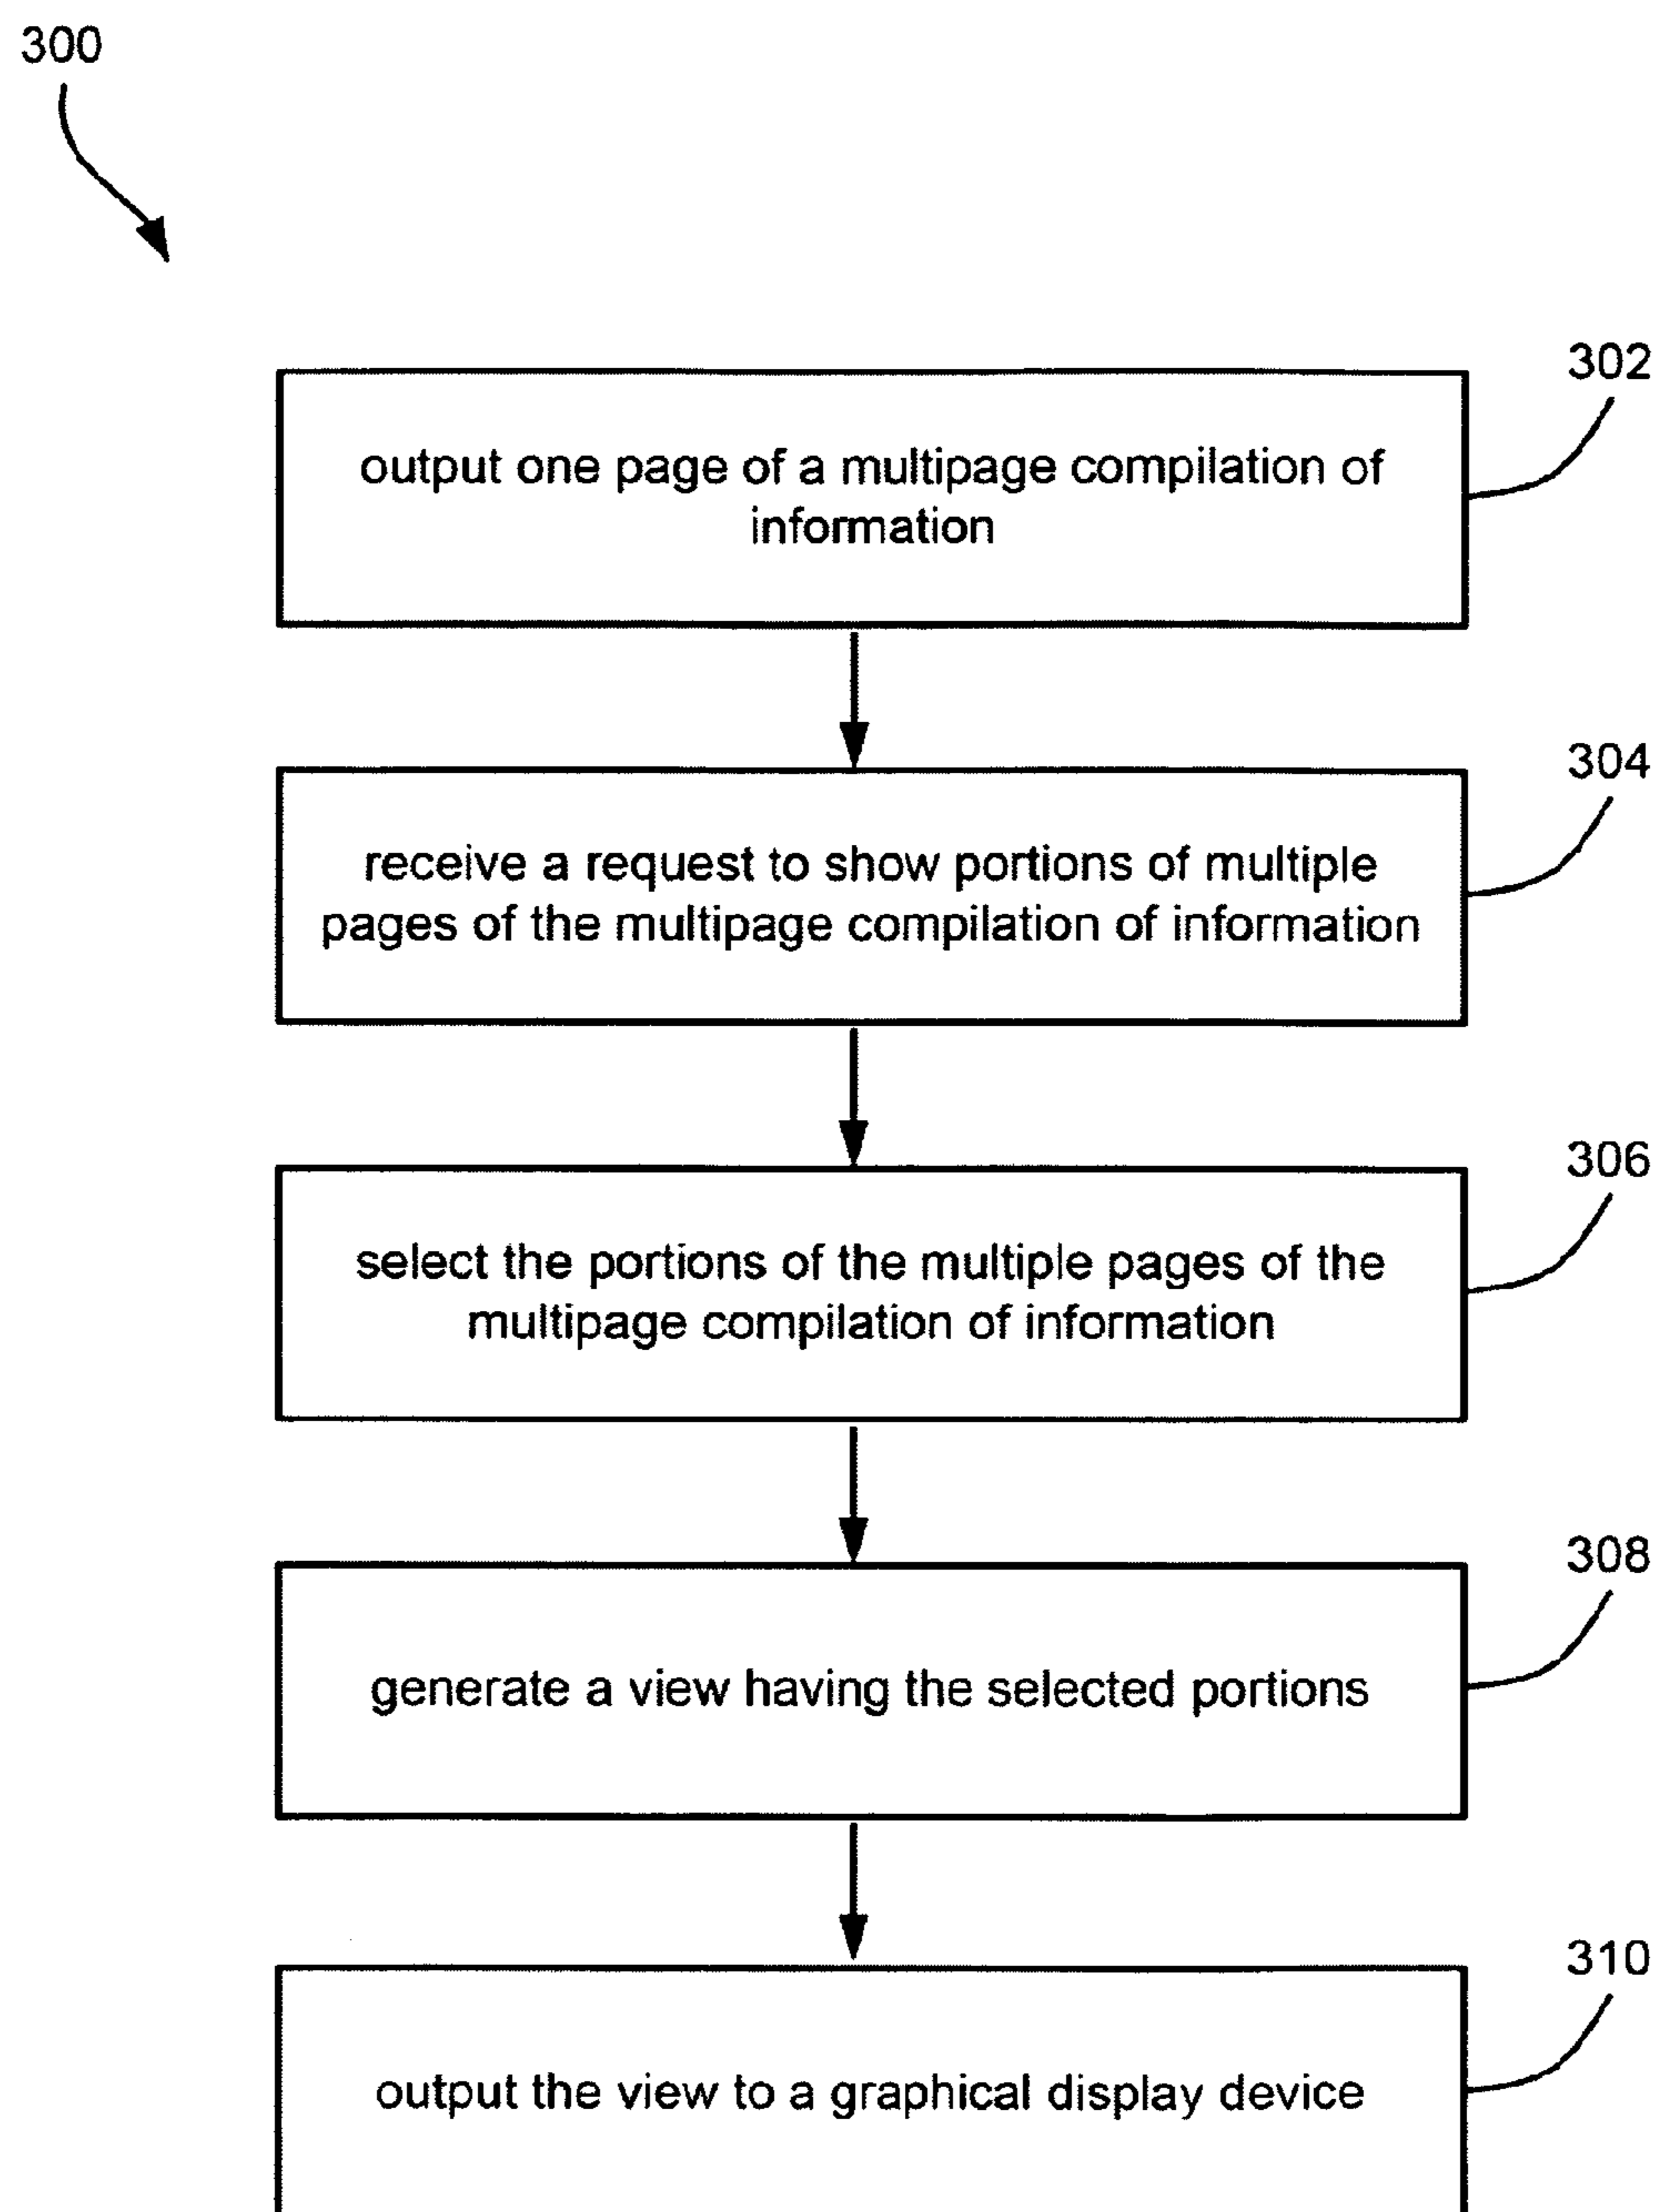 300
302
output one page of a multipage compilation of
information
304
receive a request to show portions of multiple
pages of the multipage compilation of information
306
select the portions of the multiple pages of the
multipage compilation of information
308
generate a view having the selected portions
310
output the view to a graphical display device